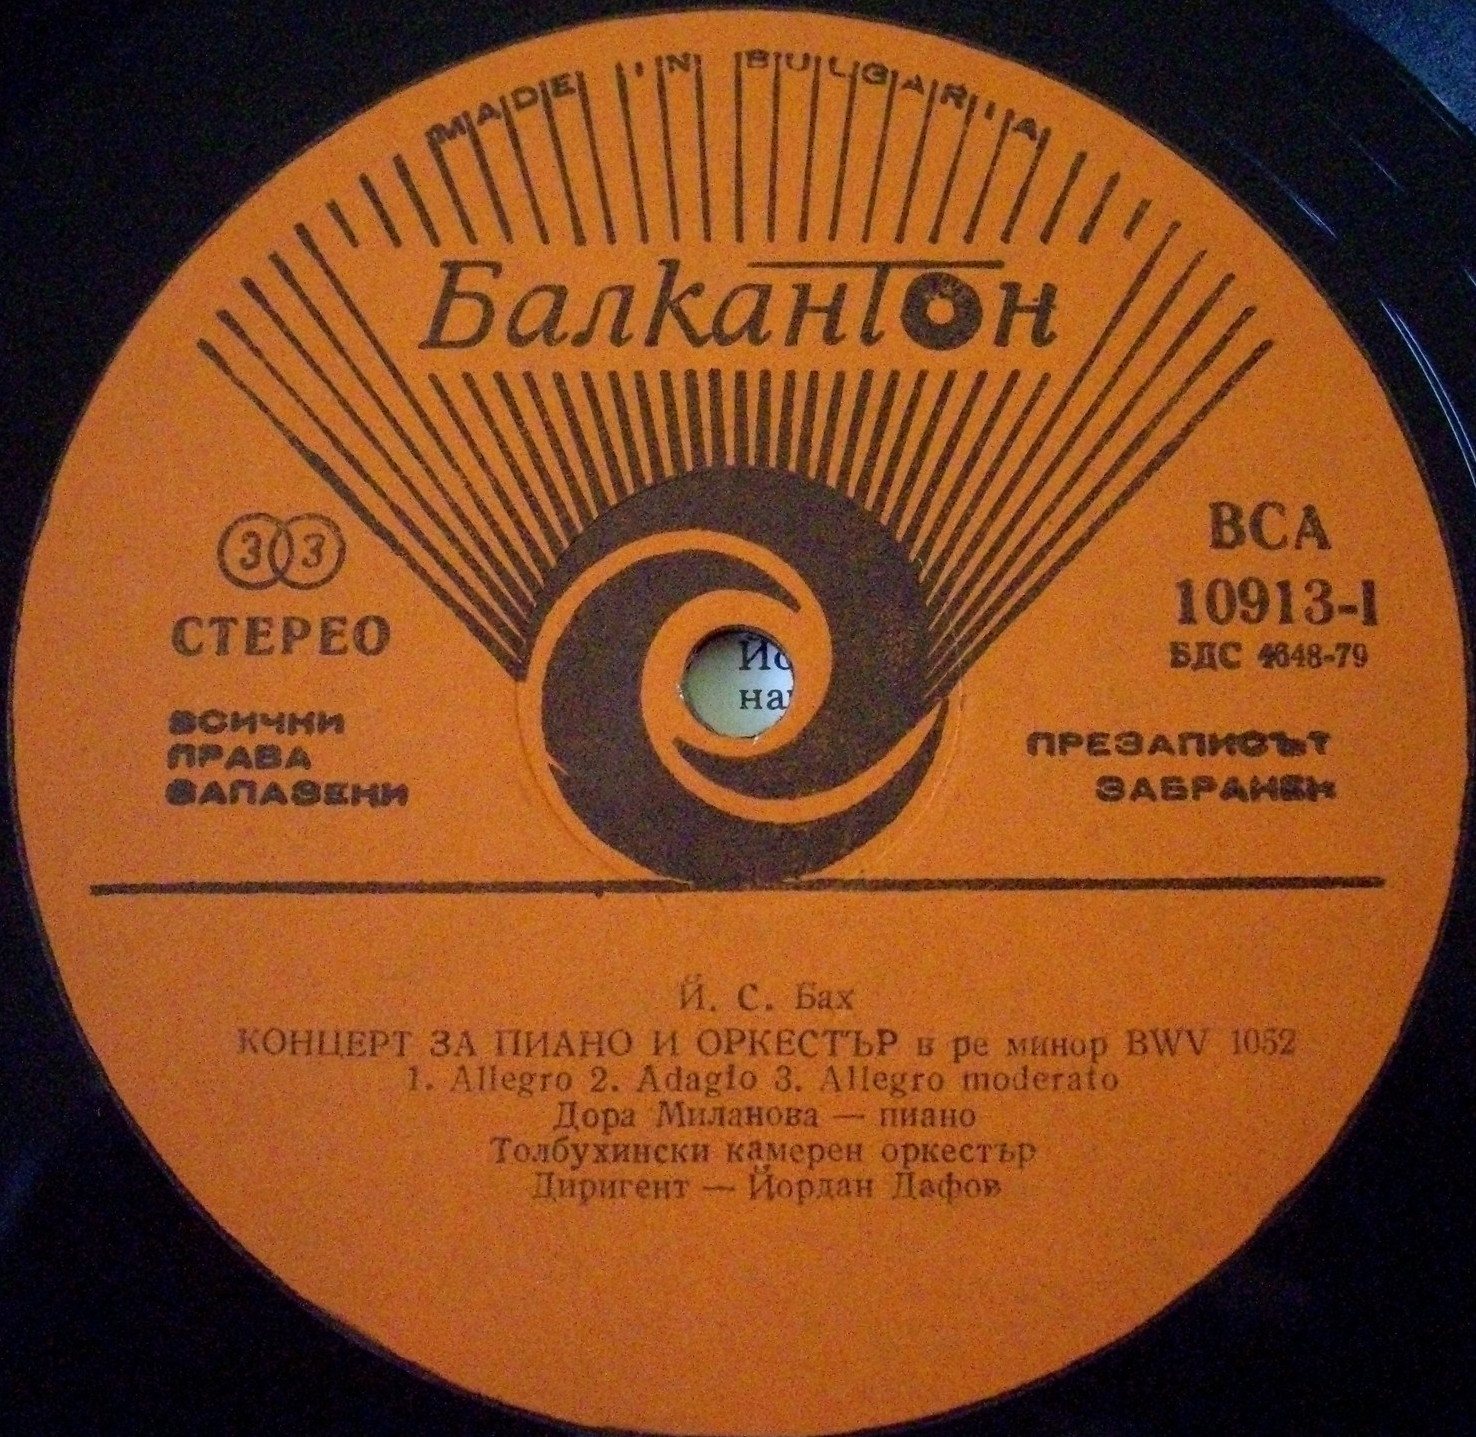 MADE IN BULGARIA
Балкантон
33
СТЕРЕО
ВСИЧКИ
ПРАВА
ЗАПАЗЕНИ
ВСА
10913-I
БДС 4648-79
ПРЕЗАПИСЪТ
ЗАБРАНЕН
Ио
на
Й. С. Бах
КОНЦЕРТ ЗА ПИАНО И ОРКЕСТЪР в ре минор BWV 1052
1. Allegro 2. Adagio 3. Allegro moderato
Дора Миланова — пиано
Толбухински камерен оркестър
Диригент — Йордан Дафов